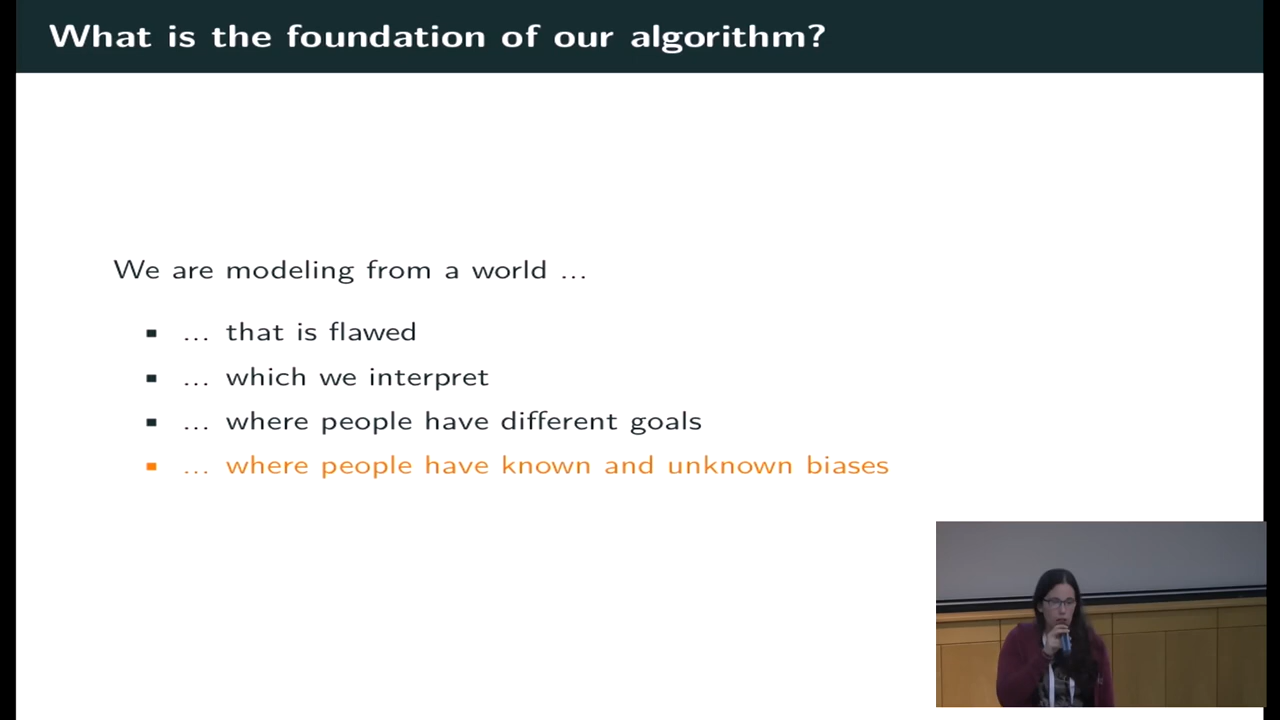 What is the foundation of our algorithm?
We are modeling from a world ...
... that is flawed
... which we interpret
... where people have different goals
... where people have known and unknown biases